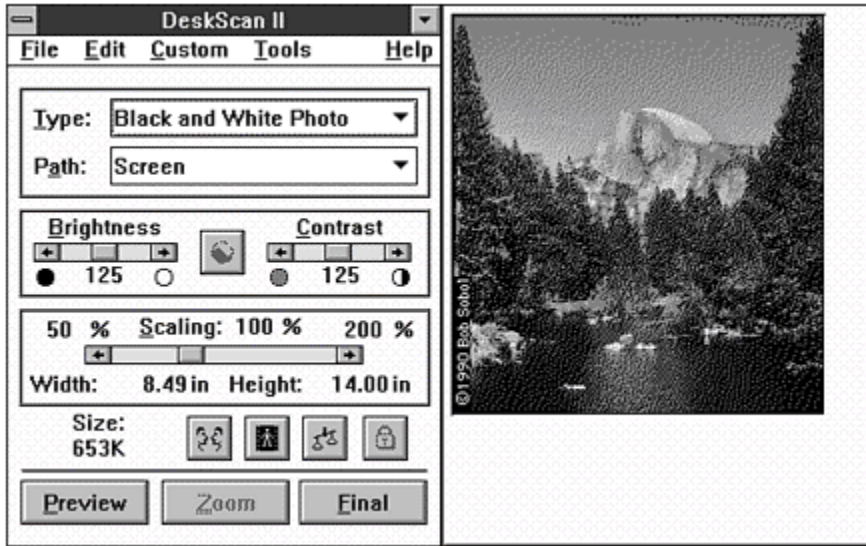 DeskScan II
File Edit Custom Tools Help
Type: Black and White Photo
Path: Screen
Brightness Contrast
125 125
50 % Scaling: 100 % 200 %
Width: 8.49 in Height: 14.00 in
Size:
653K
Preview Zoom Final
©1990 Bob Sobol